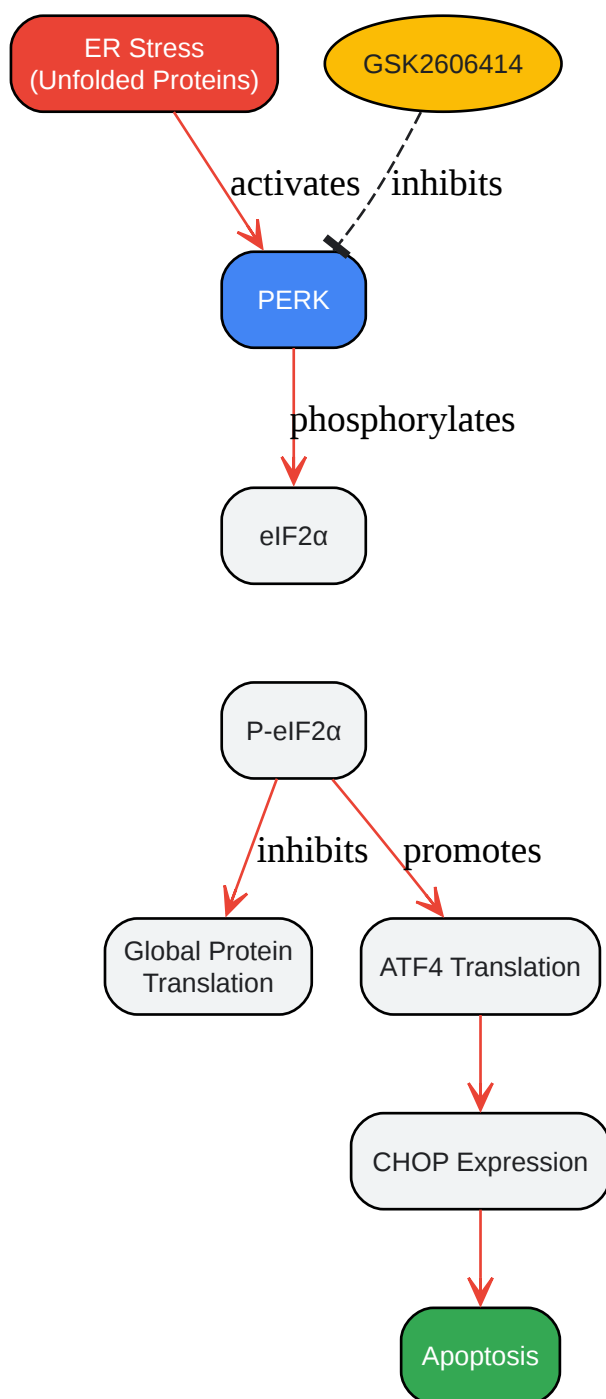 ER Stress
(Unfolded Proteins)
GSK2606414
activates
inhibits
PERK
phosphorylates
eIF2α
P-eIF2α
inhibits
promotes
Global Protein
Translation
ATF4 Translation
CHOP Expression
Apoptosis